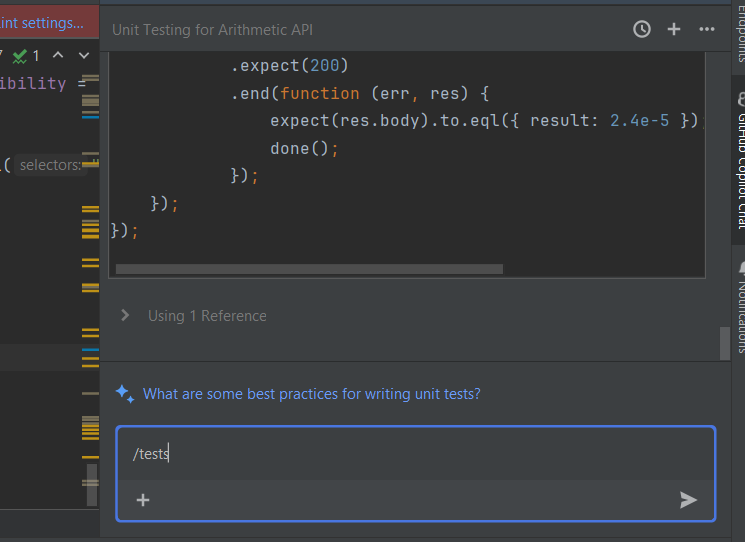 int settings...
Unit Testing for Arithmetic API
1
ibility =
.expect(200)
.end(function (err, res) {
expect(res.body).to.eql({ result: 2.4e-5 });
done();
});
});
});
( selectors: "
Using 1 Reference
What are some best practices for writing unit tests?
/tests
Endpoints
GitHub Copilot Chat
Notifications